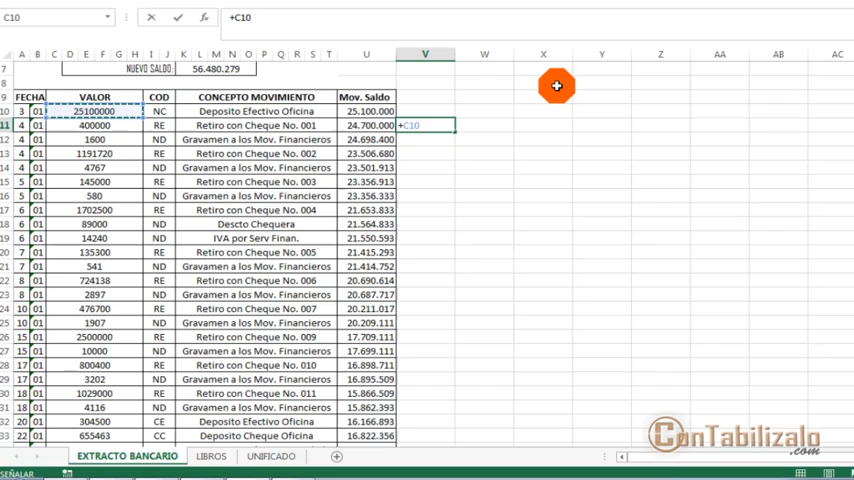 C10 +C10
A B C D E F G H I J K L M N O P Q R S T U V W X Y Z AA AB AC
7 NUEVO SALDO: 56.480.279
8
9 FECHA VALOR COD CONCEPTO MOVIMIENTO Mov. Saldo
10 3 01 25100000 NC Deposito Efectivo Oficina 25.100.000
11 4 01 400000 RE Retiro con Cheque No. 001 24.700.000 +C10
12 4 01 1600 ND Gravamen a los Mov. Financieros 24.698.400
13 4 01 1191720 RE Retiro con Cheque No. 002 23.506.680
14 4 01 4767 ND Gravamen a los Mov. Financieros 23.501.913
15 5 01 145000 RE Retiro con Cheque No. 003 23.356.913
16 5 01 580 ND Gravamen a los Mov. Financieros 23.356.333
17 6 01 1702500 RE Retiro con Cheque No. 004 21.653.833
18 6 01 89000 ND Descto Chequera 21.564.833
19 6 01 14240 ND IVA por Serv Finan. 21.550.593
20 7 01 135300 RE Retiro con Cheque No. 005 21.415.293
21 7 01 541 ND Gravamen a los Mov. Financieros 21.414.752
22 8 01 724138 RE Retiro con Cheque No. 006 20.690.614
23 8 01 2897 ND Gravamen a los Mov. Financieros 20.687.717
24 10 01 476700 RE Retiro con Cheque No. 007 20.211.017
25 10 01 1907 ND Gravamen a los Mov. Financieros 20.209.111
26 15 01 2500000 RE Retiro con Cheque No. 009 17.709.111
27 15 01 10000 ND Gravamen a los Mov. Financieros 17.699.111
28 17 01 800400 RE Retiro con Cheque No. 010 16.898.711
29 17 01 3202 ND Gravamen a los Mov. Financieros 16.895.509
30 18 01 1029000 RE Retiro con Cheque No. 011 15.866.509
31 18 01 4116 ND Gravamen a los Mov. Financieros 15.862.393
32 20 01 304500 CE Deposito Efectivo Oficina 16.166.893
33 22 01 655463 CC Deposito Cheque Oficina 16.822.356
ConTabilizalo
.com
EXTRACTO BANCARIO LIBROS UNIFICADO
SEÑALAR